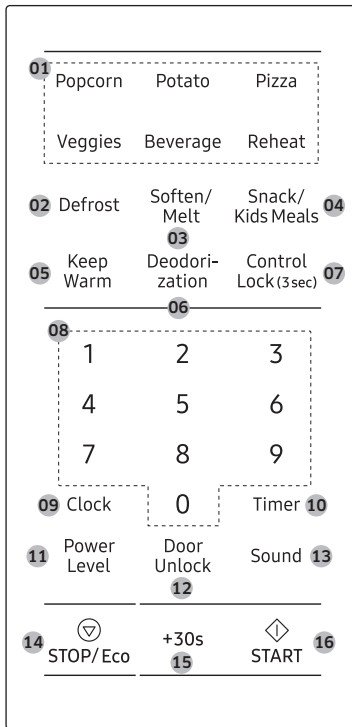 01
Popcorn Potato Pizza
Veggies Beverage Reheat
02 Defrost Soften/ Snack/ 04
Melt Kids Meals
03
05 Keep Deodori- Control 07
Warm zation Lock (3 sec)
06
08
1 2 3
4 5 6
7 8 9
09 Clock 0 Timer 10
11 Power Door Sound 13
Level Unlock
12
14 STOP/Eco +30s START 16
15